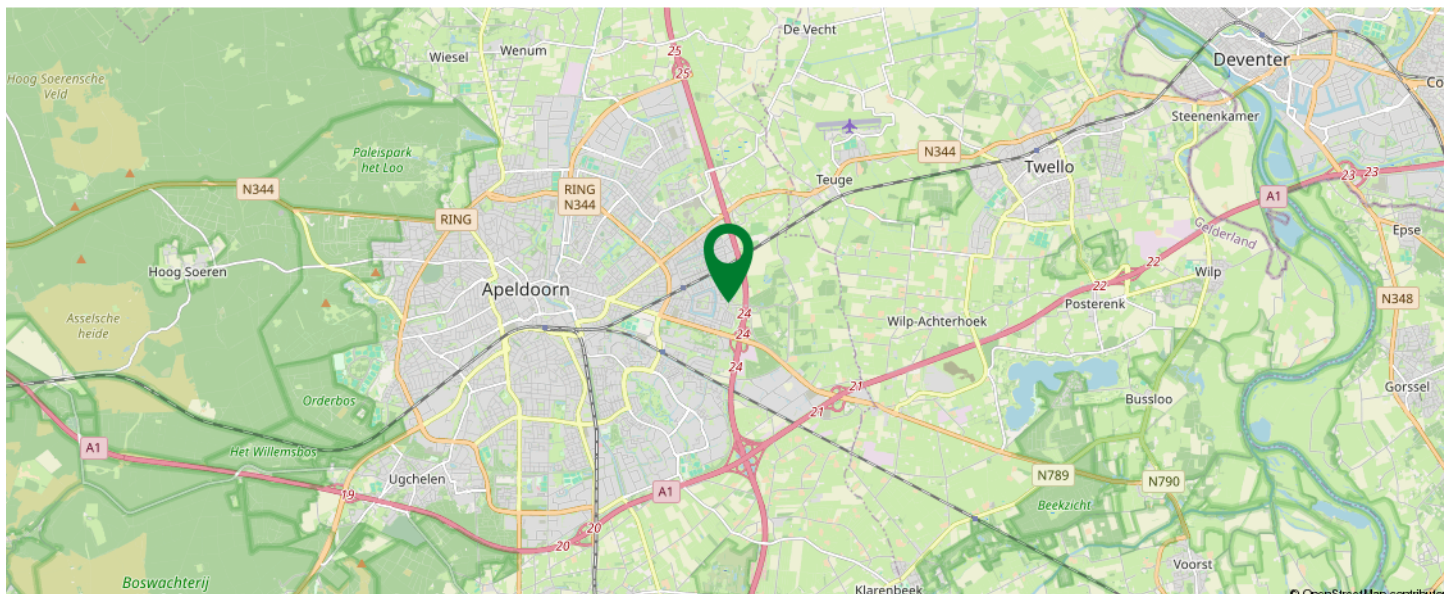 De Vecht
Wenum
Wiesel
25
25
Deventer
Hoog Soerensche
Veld
Co
Steenenkamer
Paleispark
het Loo
N344
Twello
23
23
Teuge
N344
RING
N344
A1
RING
Gelderland
Epse
Hoog Soeren
22
Wilp
22
Apeldoorn
N348
Posterenk
24
Asselsche
heide
Wilp-Achterhoek
24
24
21
Gorssel
21
Bussloo
Orderbos
A1
Het Willemsbos
N789
N790
Ugchelen
A1
19
Beekzicht
20
20
Voorst
Boswachterij
Klarenbeek
© OpenStreetMap contributor